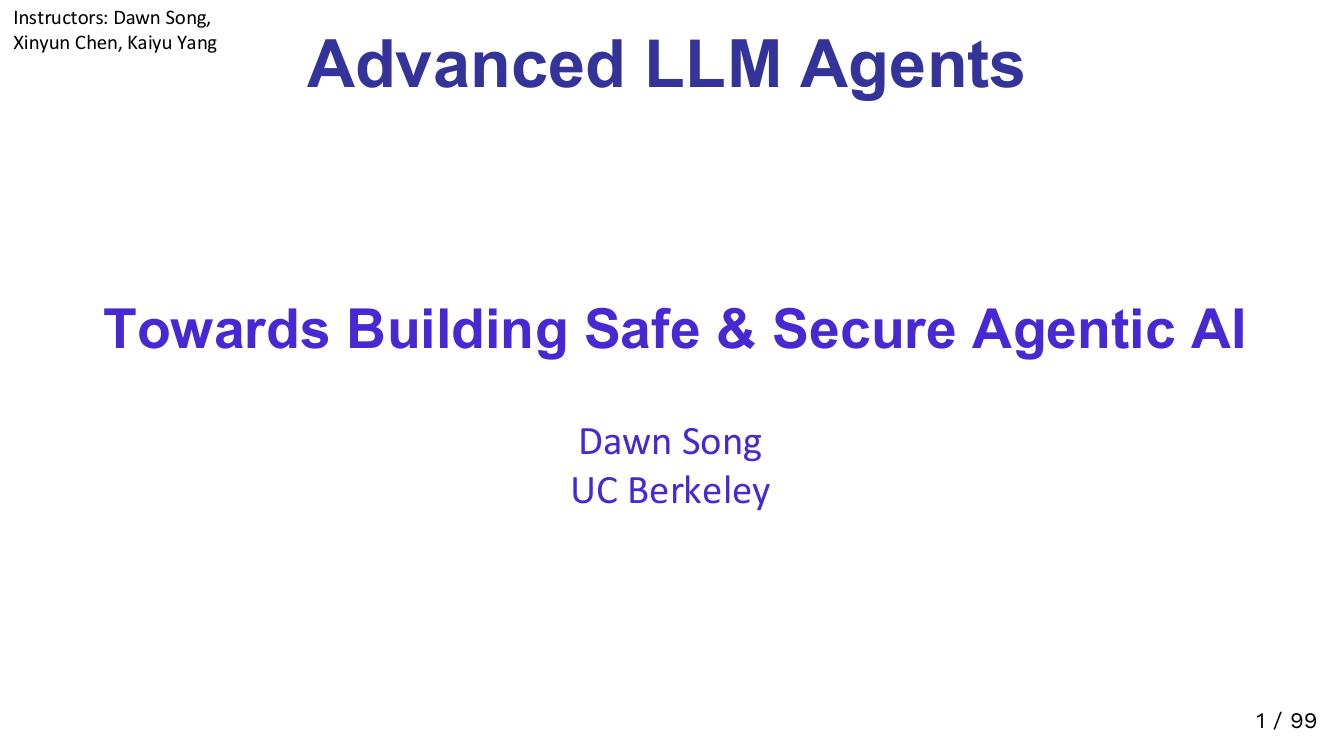 Instructors: Dawn Song,
Xinyun Chen, Kaiyu Yang
Advanced LLM Agents
Towards Building Safe & Secure Agentic AI
Dawn Song
UC Berkeley
1 / 99